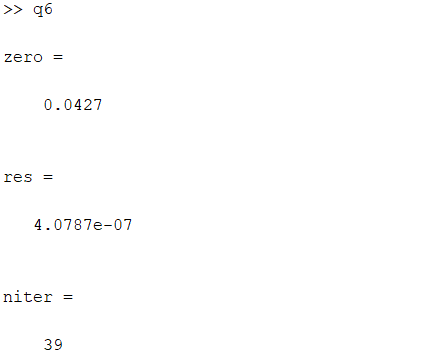 >> q6
zero =
0.0427
res =
4.0787e-07
niter =
39